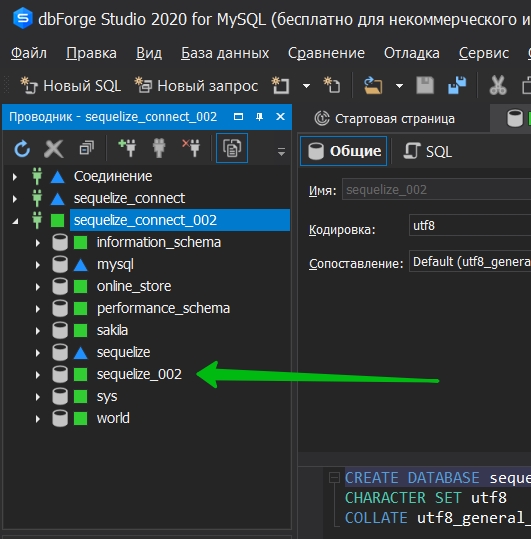 dbForge Studio 2020 for MySQL (бесплатно для некоммерческого и
Файл Правка Вид База данных Сравнение Отладка Сервис
Новый SQL Новый запрос
Проводник - sequelize_connect_002
Соединение
sequelize_connect
sequelize_connect_002
information_schema
mysql
online_store
performance_schema
sakila
sequelize
sequelize_002
sys
world
Стартовая страница
Общие SQL
Имя: sequelize_002
Кодировка: utf8
Сопоставление: Default (utf8_general
CREATE DATABASE seque
CHARACTER SET utf8
COLLATE utf8_general_